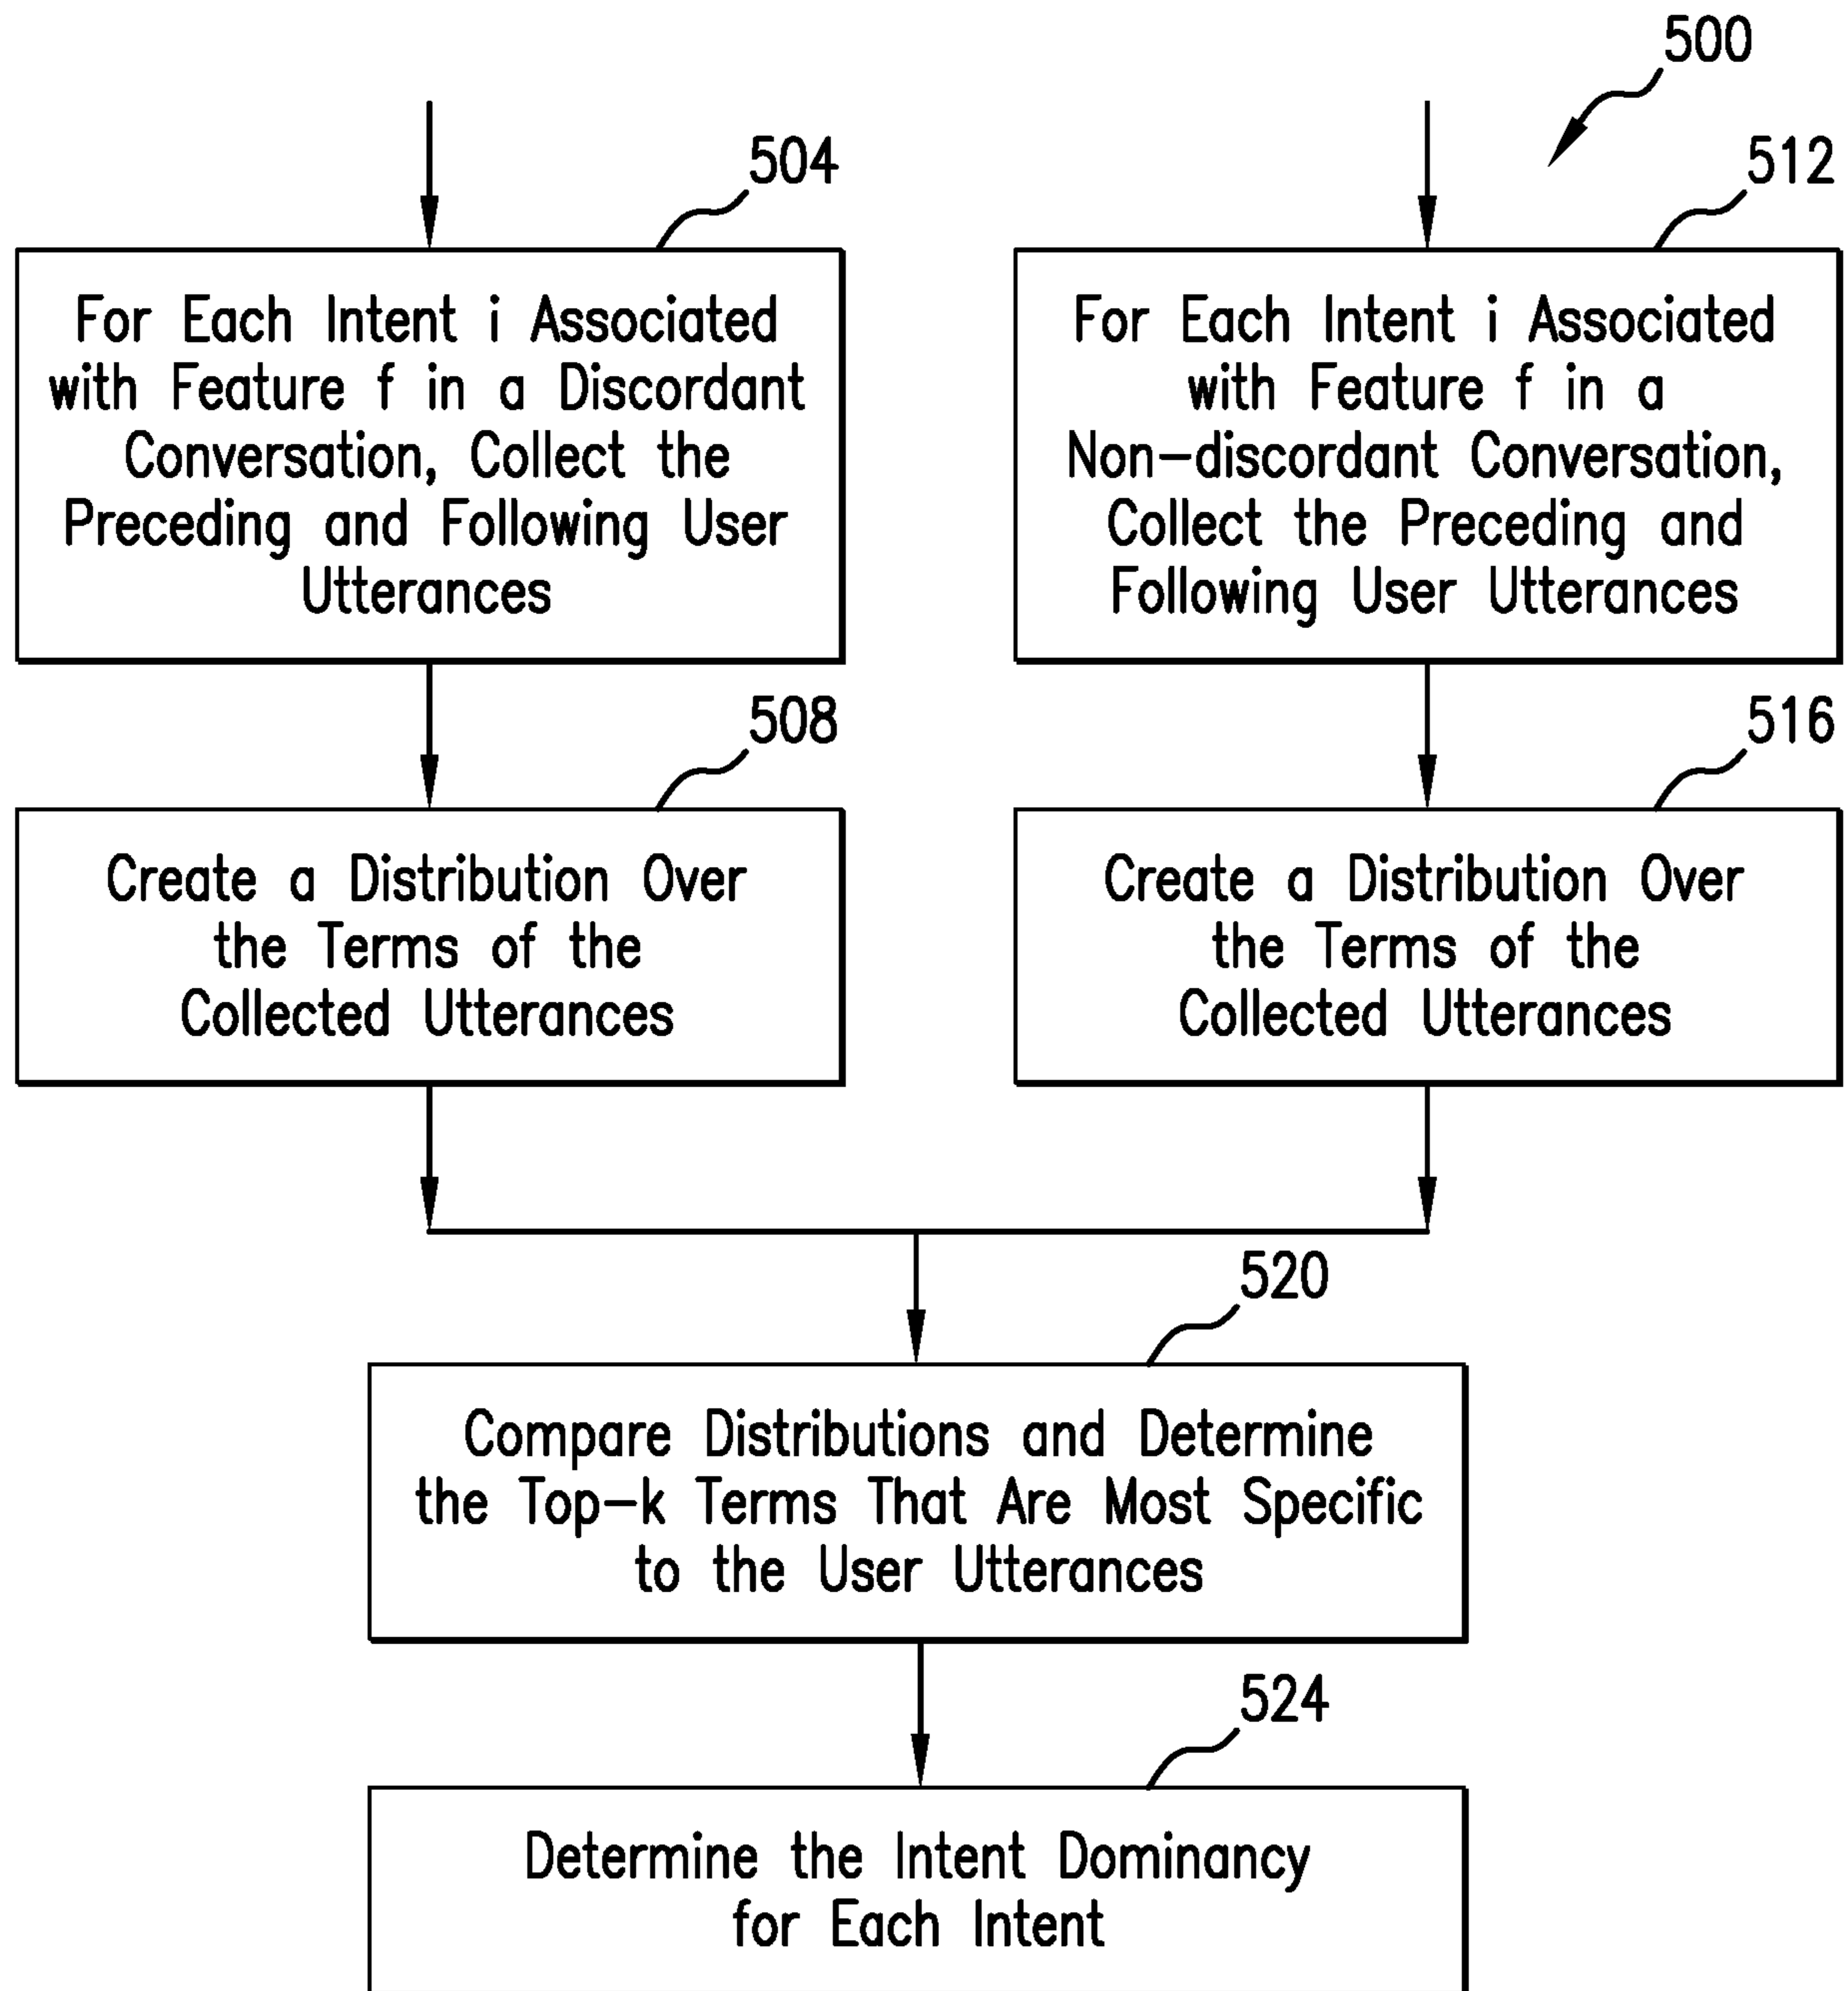 500
504
For Each Intent i Associated
with Feature f in a Discordant
Conversation, Collect the
Preceding and Following User
Utterances
512
For Each Intent i Associated
with Feature f in a
Non-discordant Conversation,
Collect the Preceding and
Following User Utterances
508
Create a Distribution Over
the Terms of the
Collected Utterances
516
Create a Distribution Over
the Terms of the
Collected Utterances
520
Compare Distributions and Determine
the Top-k Terms That Are Most Specific
to the User Utterances
524
Determine the Intent Dominancy
for Each Intent